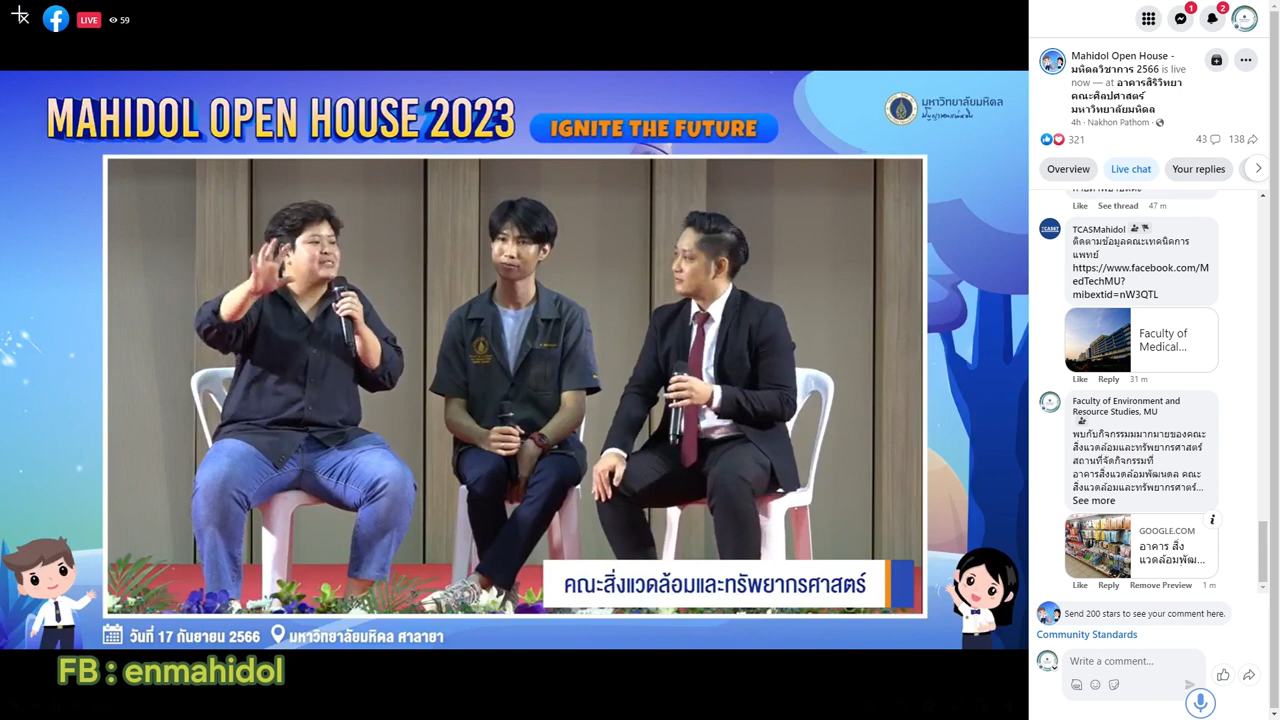 LIVE
59
MAHIDOL OPEN HOUSE 2023
IGNITE THE FUTURE
มหาวิทยาลัยมหิดล
ปัญญาของแผ่นดิน
คณะสิ่งแวดล้อมและทรัพยากรศาสตร์
วันที่ 17 กันยายน 2566
มหาวิทยาลัยมหิดล ศาลายา
FB : enmahidol
1
2
Mahidol Open House -
มหิดลวิชาการ 2566 is live
now — at อาคารสิริวิทยา
คณะศิลปศาสตร์
มหาวิทยาลัยมหิดล
4h · Nakhon Pathom ·
321
43
138
Overview
Live chat
Your replies
Like See thread 47 m
TCASMahidol
ติดตามข้อมูลคณะเทคนิคการ
แพทย์
https://www.facebook.com/M
edTechMU?
mibextid=nW3QTL
Faculty of
Medical...
Like Reply 31 m
Faculty of Environment and
Resource Studies, MU
พบกับกิจกรรมมากมายของคณะ
สิ่งแวดล้อมและทรัพยากรศาสตร์
สถานที่จัดกิจกรรมที่
อาคารสิ่งแวดล้อมพัฒนดล คณะ
สิ่งแวดล้อมและทรัพยากรศาตร์...
See more
GOOGLE.COM
อาคาร สิ่ง
แวดล้อมพัฒ...
Like Reply Remove Preview 1 m
Send 200 stars to see your comment here.
Community Standards
Write a comment...